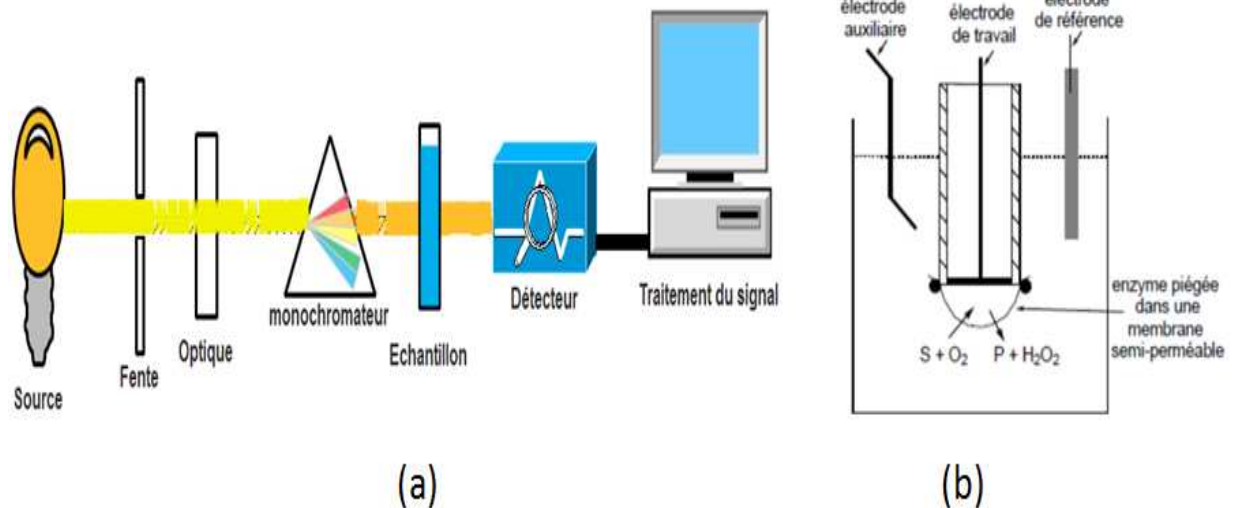 Source
Fente
Optique
monochromateur
Echantillon
Détecteur
Traitement du signal
(a)
électrode
auxiliaire
électrode
de travail
électrode
de référence
enzyme piégée
dans une
membrane
semi-perméable
S + O₂
P + H₂O₂
(b)